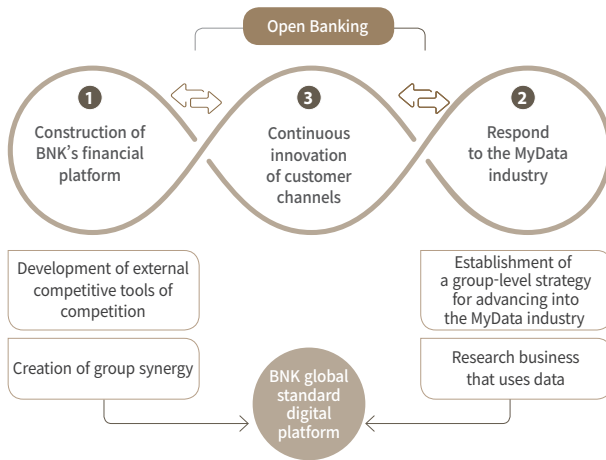 Open Banking
1
Construction of
BNK's financial
platform
3
Continuous
innovation
of customer
channels
2
Respond
to the MyData
industry
Development of external
competitive tools of
competition
Creation of group synergy
Establishment of
a group-level strategy
for advancing into
the MyData industry
Research business
that uses data
BNK global
standard
digital
platform